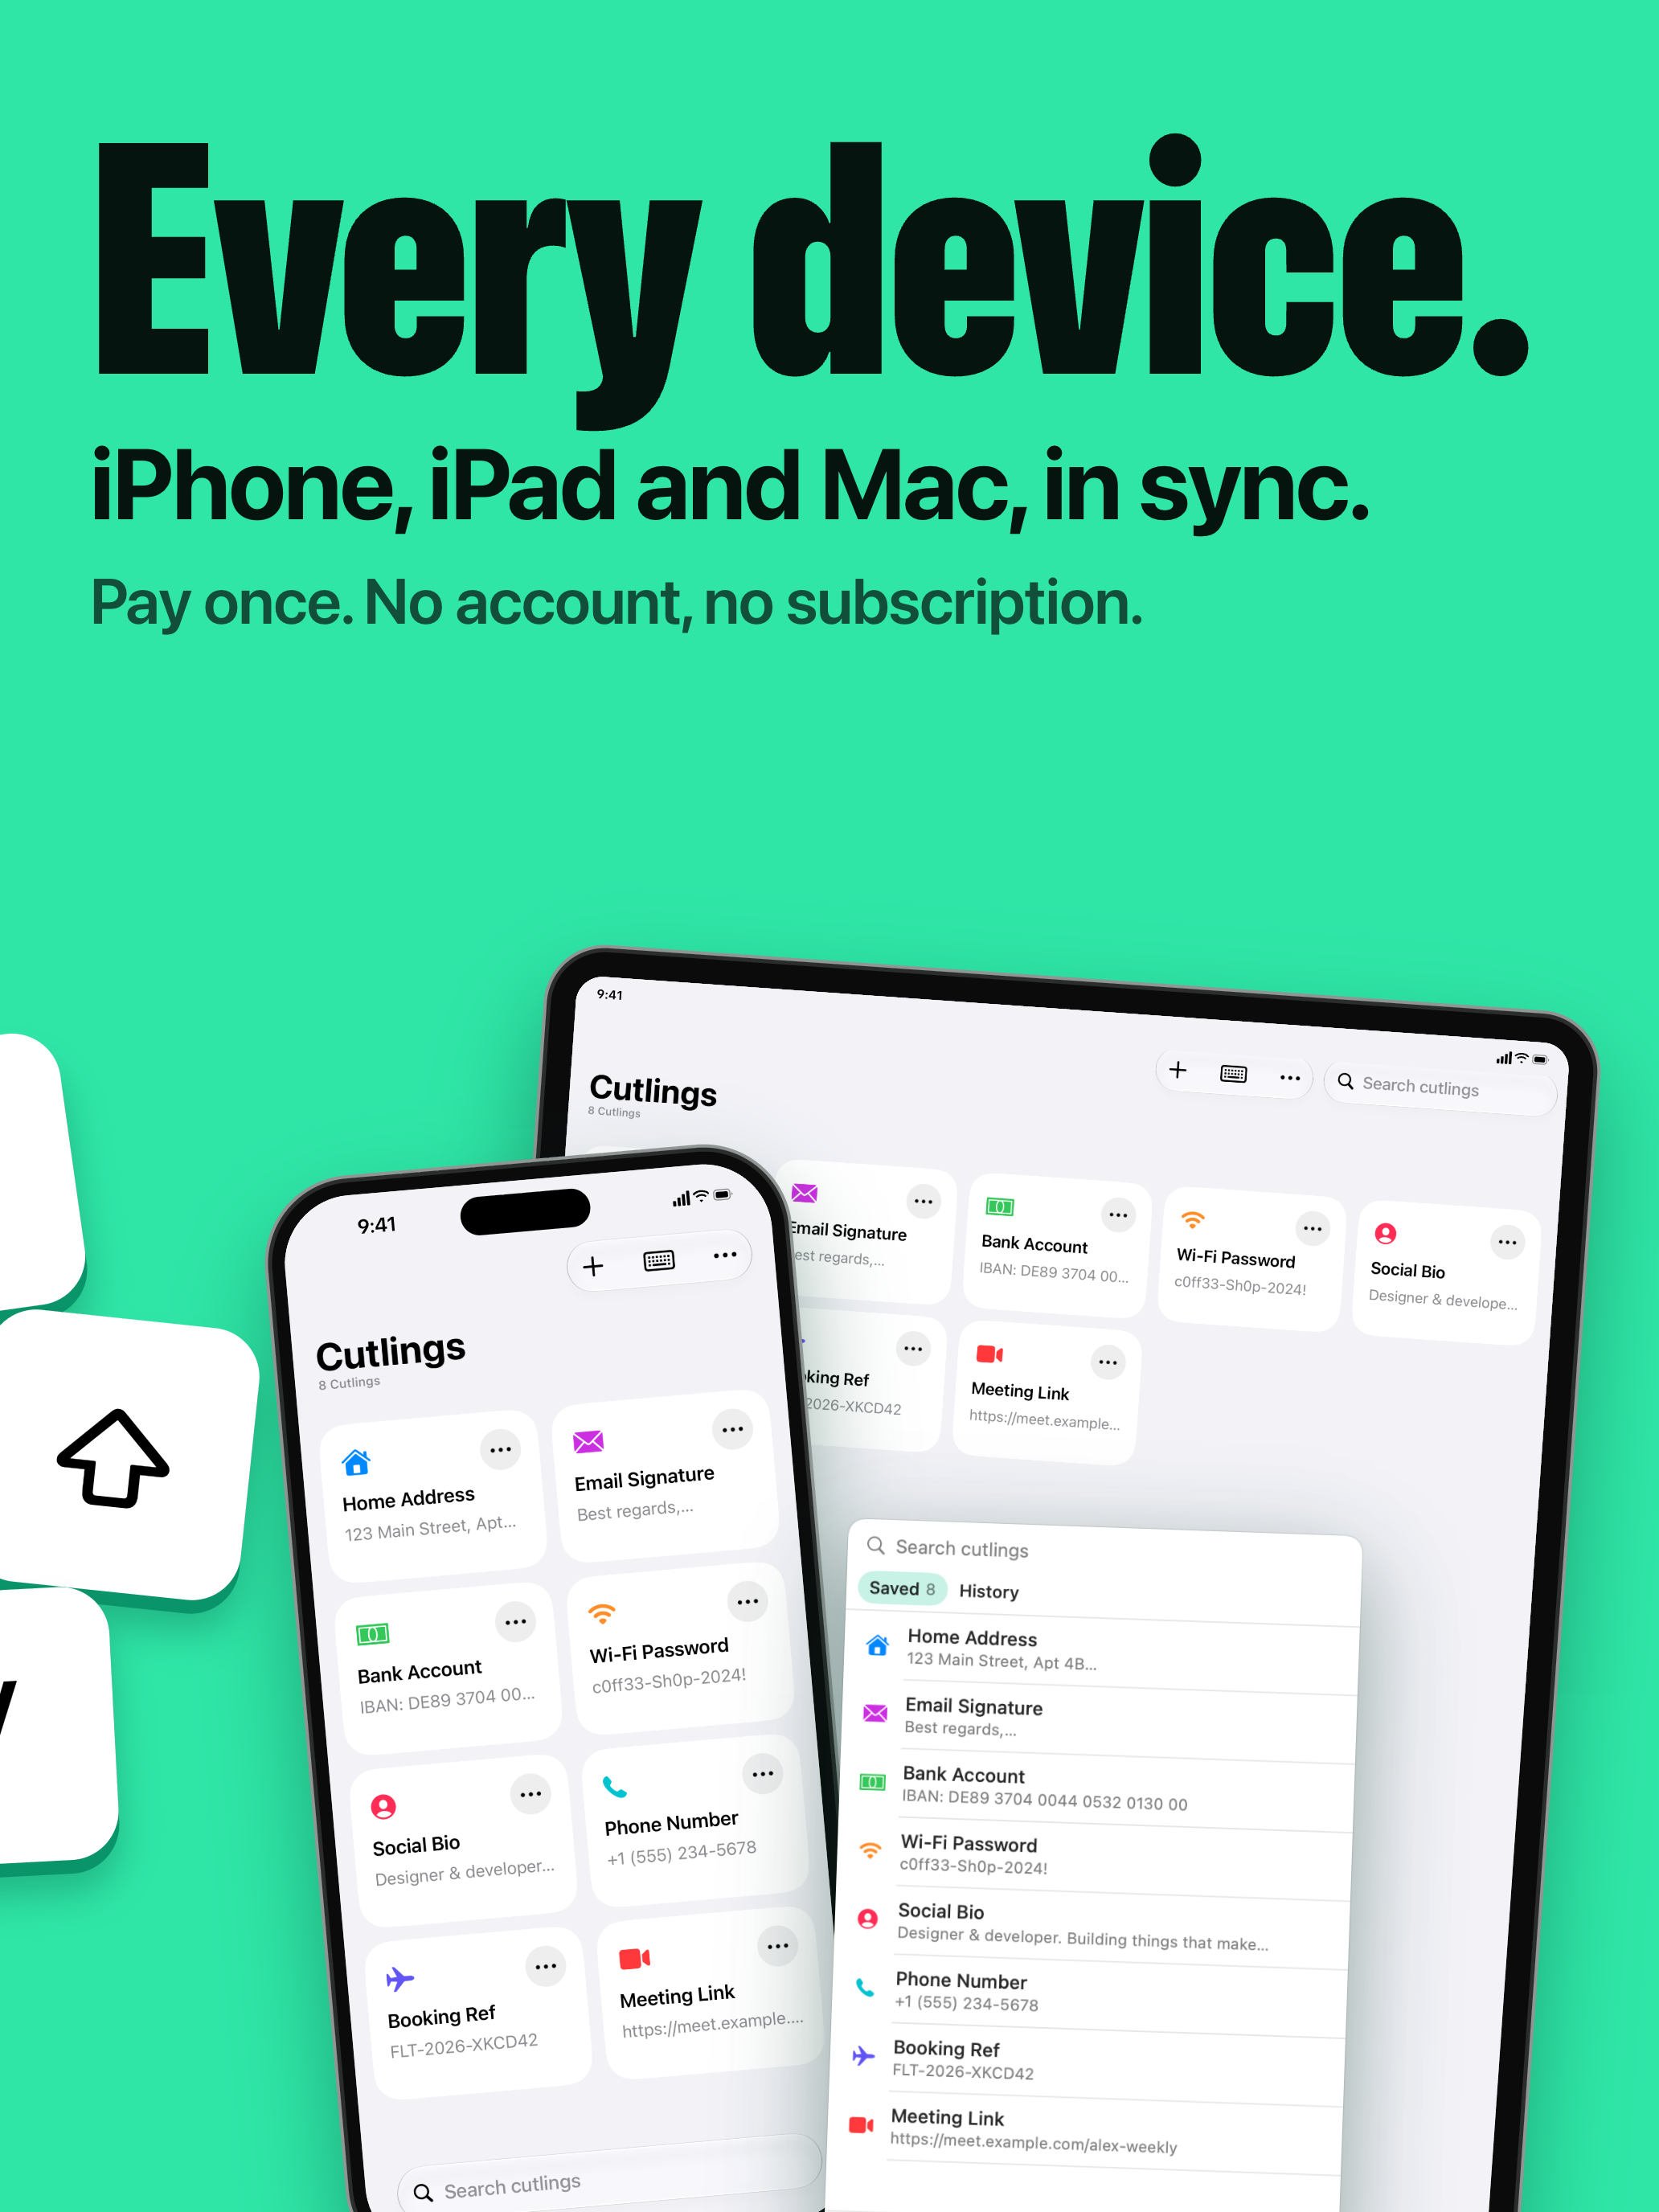 Every device.
iPhone, iPad and Mac, in sync.
Pay once. No account, no subscription.
9:41
Cutlings
8 Cutlings
Search cutlings
Email Signature
est regards,...
Bank Account
IBAN: DE89 3704 00...
Wi-Fi Password
c0ff33-Sh0p-2024!
Social Bio
Designer & develope...
king Ref
2026-XKCD42
Meeting Link
https://meet.example...
9:41
Cutlings
8 Cutlings
Home Address
123 Main Street, Apt...
Email Signature
Best regards,...
Bank Account
IBAN: DE89 3704 00...
Wi-Fi Password
c0ff33-Sh0p-2024!
Social Bio
Designer & developer...
Phone Number
+1 (555) 234-5678
Booking Ref
FLT-2026-XKCD42
Meeting Link
https://meet.example....
Search cutlings
Search cutlings
Saved 8 History
Home Address
123 Main Street, Apt 4B...
Email Signature
Best regards,...
Bank Account
IBAN: DE89 3704 0044 0532 0130 00
Wi-Fi Password
c0ff33-Sh0p-2024!
Social Bio
Designer & developer. Building things that make...
Phone Number
+1 (555) 234-5678
Booking Ref
FLT-2026-XKCD42
Meeting Link
https://meet.example.com/alex-weekly